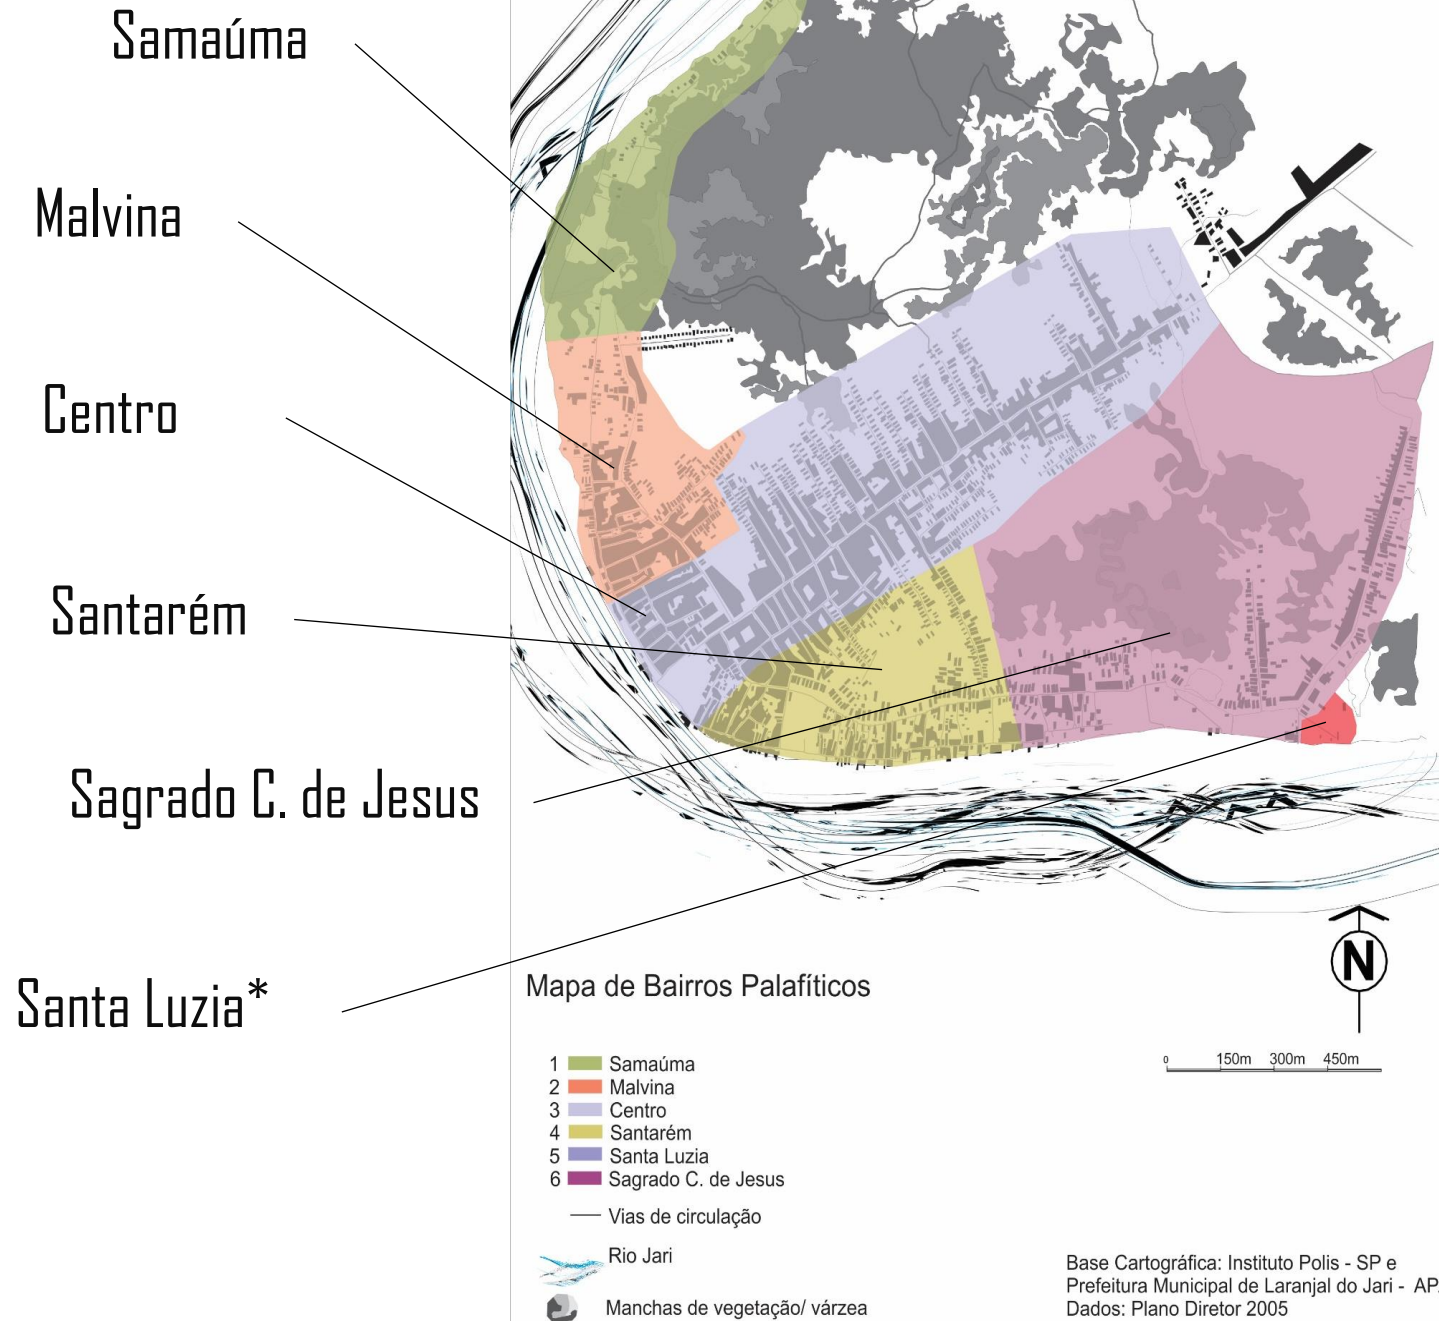 Samaúma
Malvina
Centro
Santarém
Sagrado C. de Jesus
Santa Luzia*
N
Mapa de Bairros Palafíticos
0 150m 300m 450m
1 Samaúma
2 Malvina
3 Centro
4 Santarém
5 Santa Luzia
6 Sagrado C. de Jesus
Vias de circulação
Rio Jari
Manchas de vegetação/ várzea
Base Cartográfica: Instituto Polis - SP e
Prefeitura Municipal de Laranjal do Jari - AP.
Dados: Plano Diretor 2005